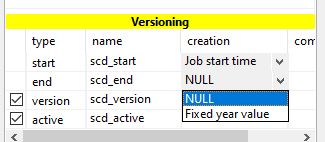 Versioning
type name creation com
start scd_start Job start time
end scd_end NULL
version scd_version NULL
active scd_active Fixed year value